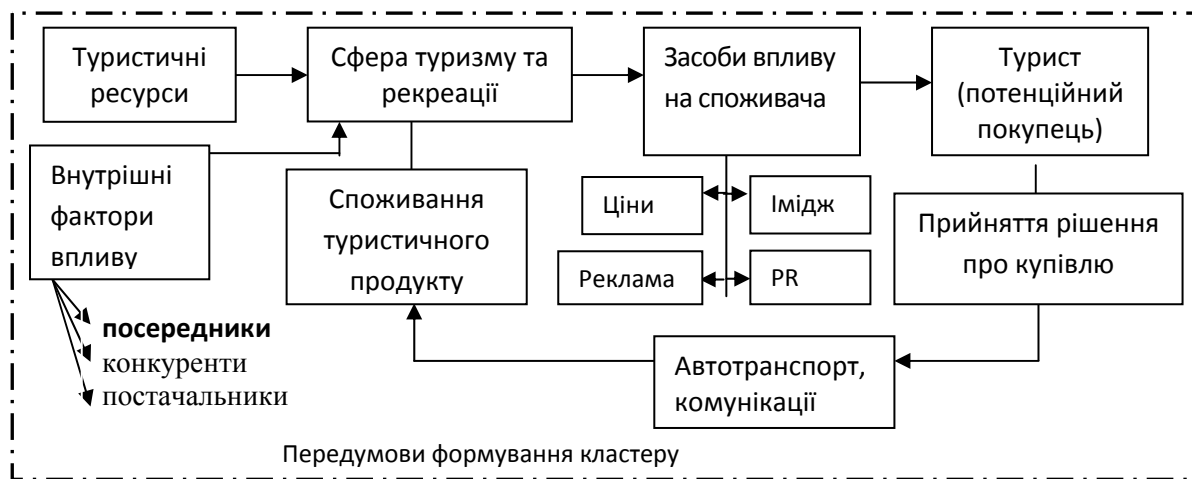 Туристичні
ресурси
Сфера туризму та
рекреації
Засоби впливу
на споживача
Турист
(потенційний
покупець)
Внутрішні
фактори
впливу
Споживання
туристичного
продукту
Ціни
Імідж
Реклама
PR
Прийняття рішення
про купівлю
посередники
конкуренти
постачальники
Автотранспорт,
комунікації
Передумови формування кластеру